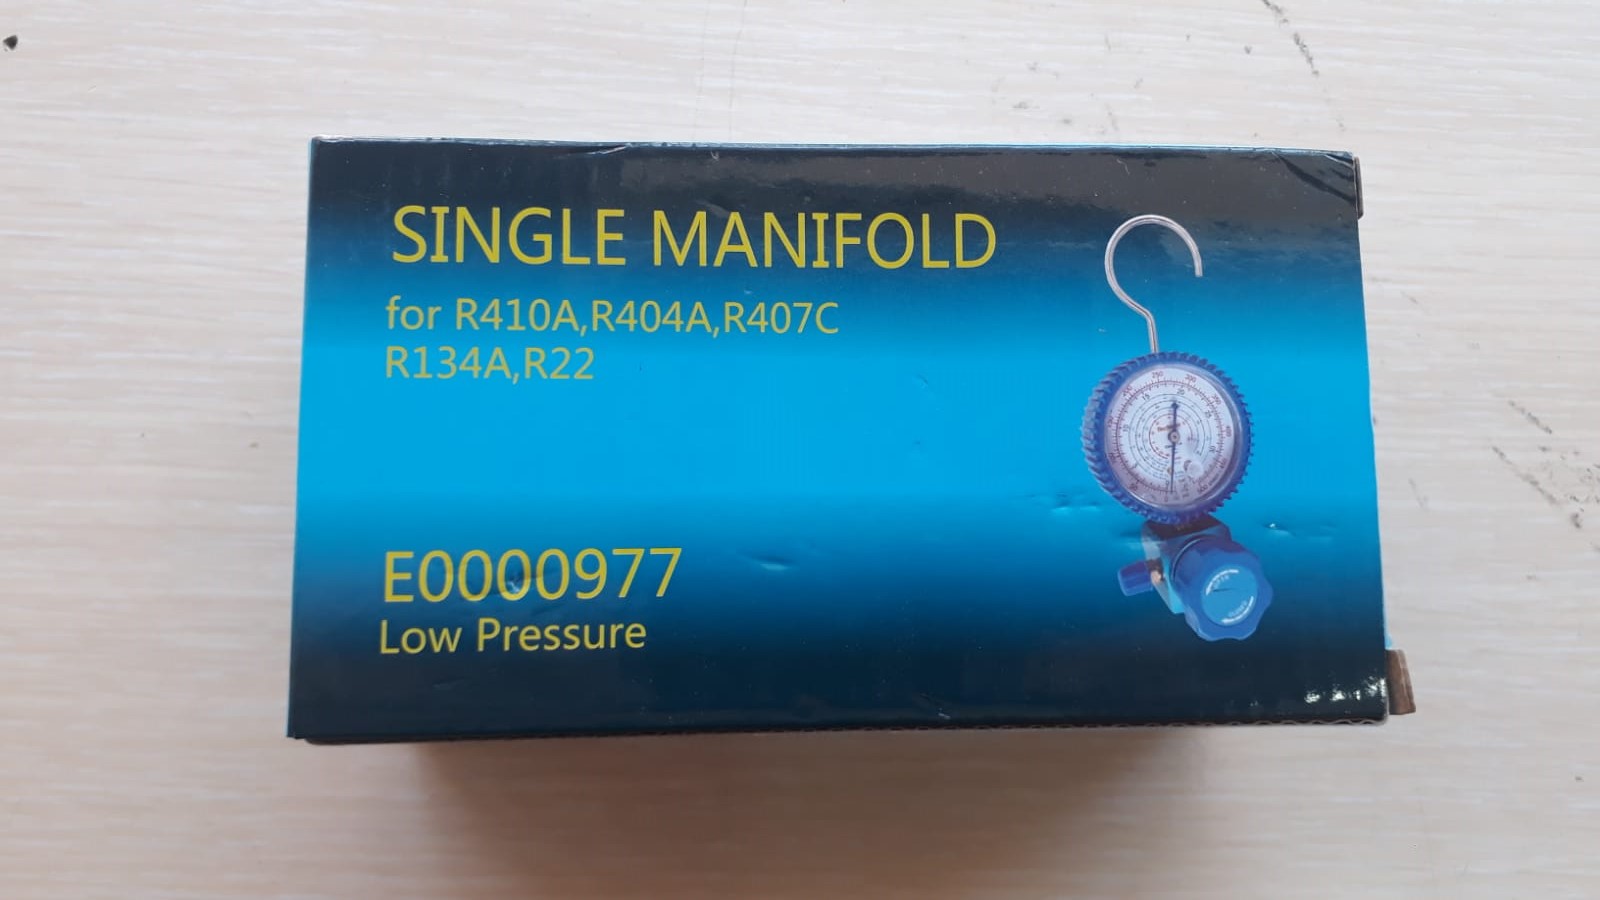 SINGLE MANIFOLD
for R410A,R404A,R407C
R134A,R22
E0000977
Low Pressure